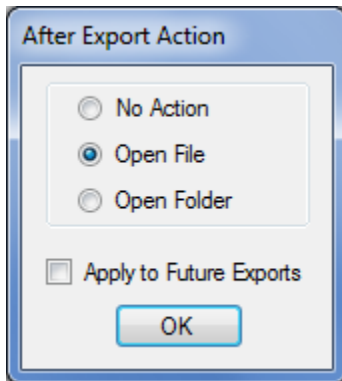 After Export Action
No Action
Open File
Open Folder
Apply to Future Exports
OK